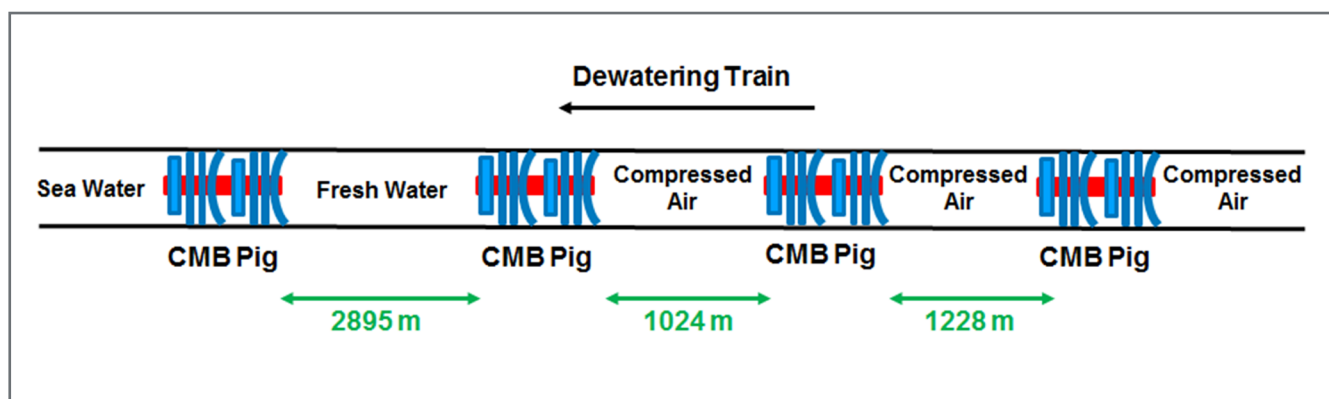 Dewatering Train
Sea Water
Fresh Water
Compressed
Air
Compressed
Air
Compressed
Air
CMB Pig
CMB Pig
CMB Pig
CMB Pig
2895 m
1024 m
1228 m